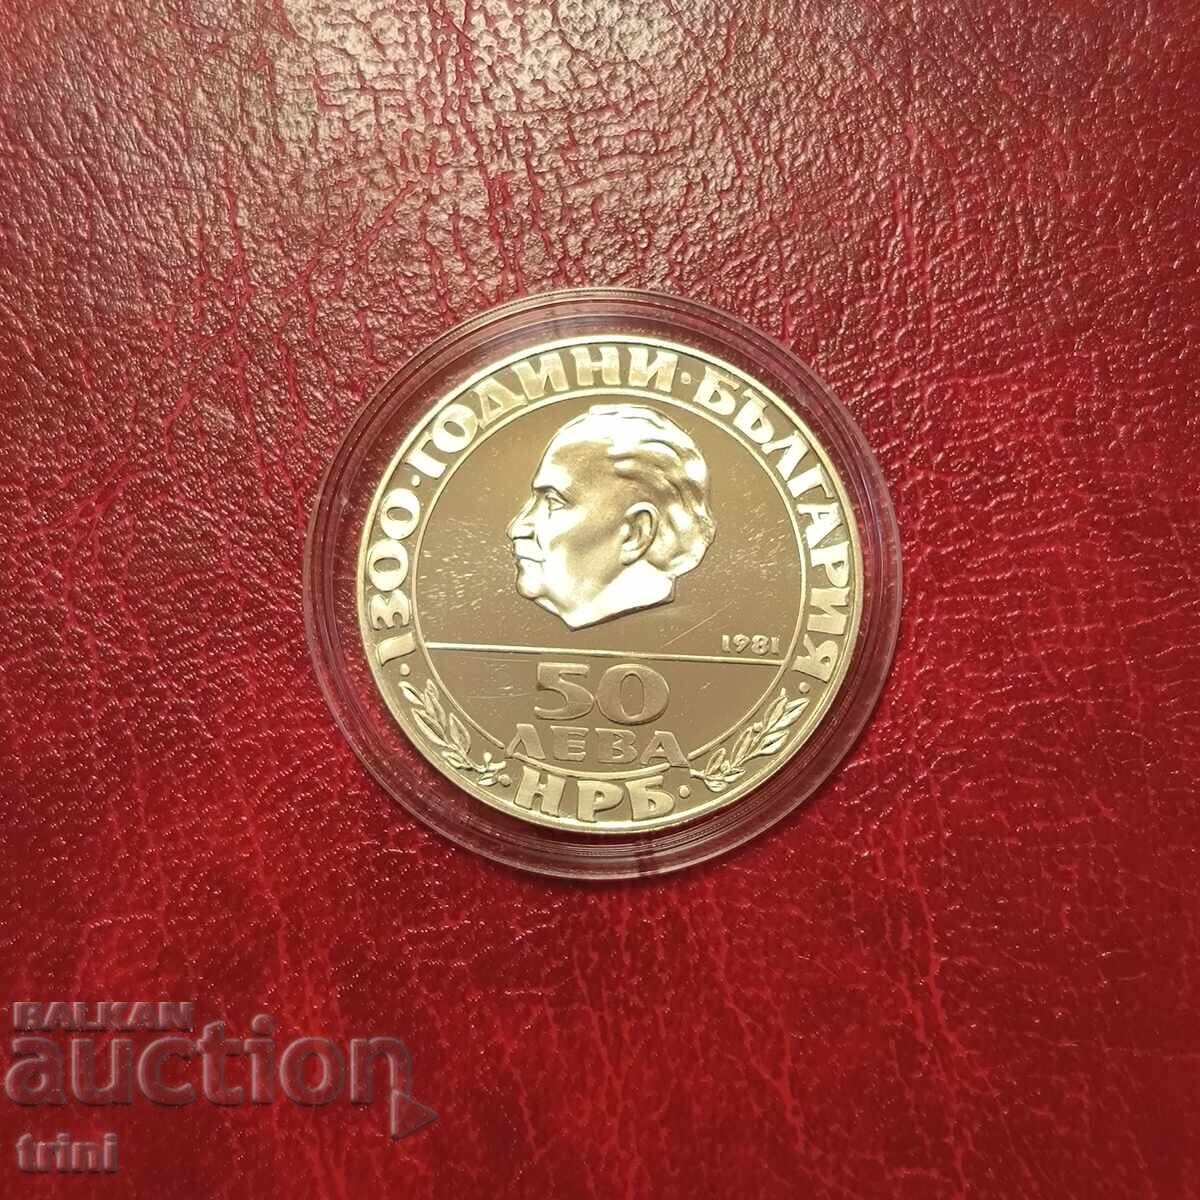 1300 · ГОДИНИ · БЪЛГАРИЯ
1981
50
ЛЕВА
· НРБ ·
BALKAN
auction
trini